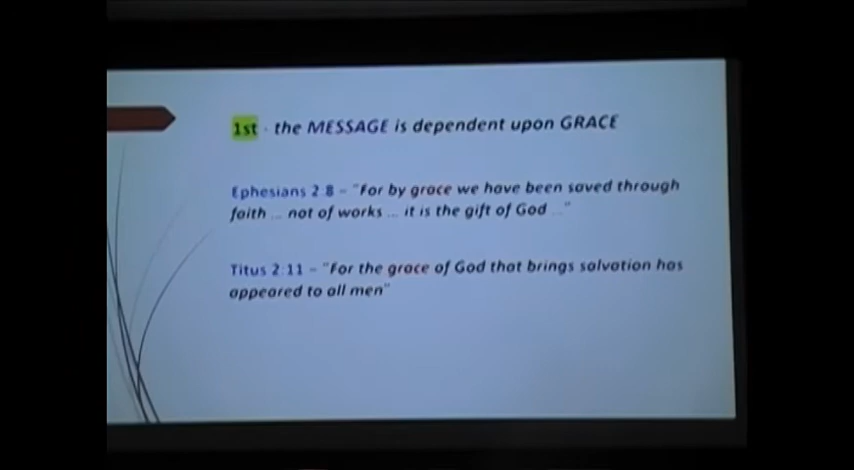 1st - the MESSAGE is dependent upon GRACE
Ephesians 2:8 – "For by grace we have been saved through
faith ... not of works ... it is the gift of God ..."
Titus 2:11 – "For the grace of God that brings salvation has
appeared to all men"